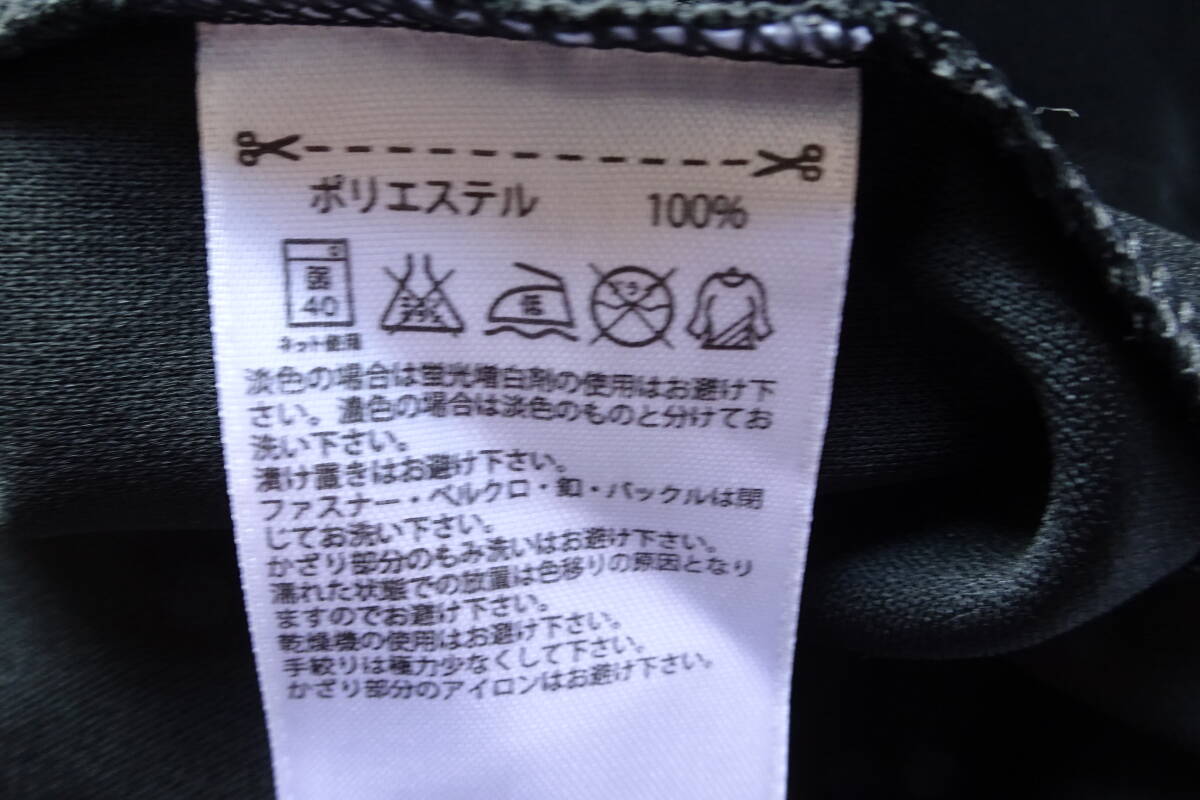 ポリエステル 100%
弱
40
低
ドライ
ネット使用
淡色の場合は蛍光増白剤の使用はお避け下
さい。濃色の場合は淡色のものと分けてお
洗い下さい。
漬け置きはお避け下さい。
ファスナー・ベルクロ・釦・バックルは閉
じてお洗い下さい。
かざり部分のもみ洗いはお避け下さい。
濡れた状態での放置は色移りの原因となり
ますのでお避け下さい。
乾燥機の使用はお避け下さい。
手絞りは極力少なくして下さい。
かざり部分のアイロンはお避け下さい。